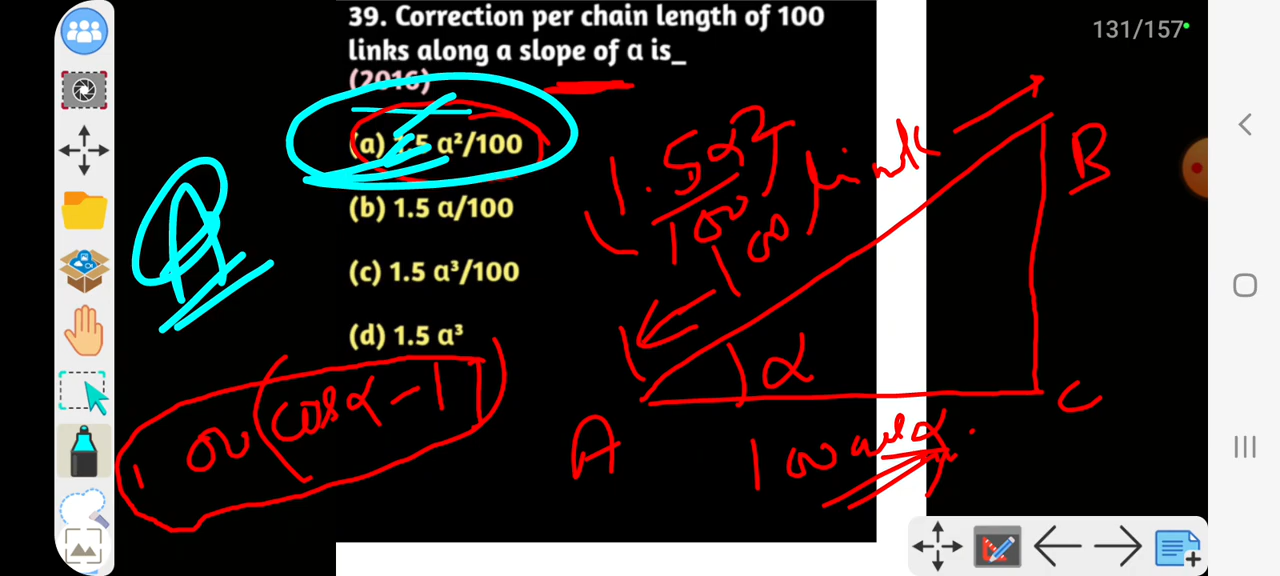 131/157
39. Correction per chain length of 100
links along a slope of α is_
(2016)
(a) 1.5 α²/100
(b) 1.5 α/100
(c) 1.5 α³/100
(d) 1.5 α³
1.5α²
100
100 link
B
α
A
C
100 cosα
100 (cosα - 1)